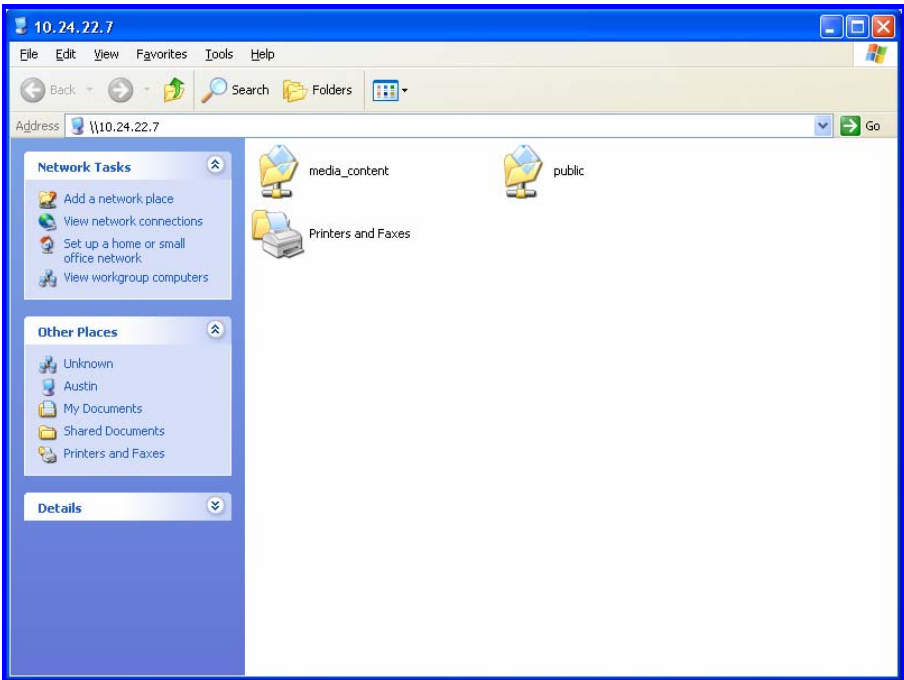 10.24.22.7
File Edit View Favorites Tools Help
Back Search Folders
Address \\10.24.22.7 Go
Network Tasks
Add a network place
View network connections
Set up a home or small
office network
View workgroup computers
Other Places
Unknown
Austin
My Documents
Shared Documents
Printers and Faxes
Details
media_content public
Printers and Faxes